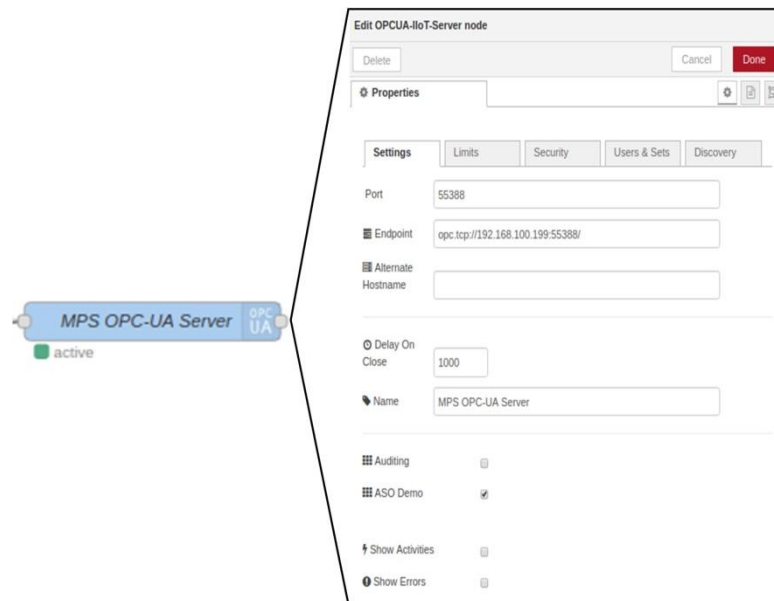 Edit OPCUA-IIoT-Server node
Delete
Cancel
Done
Properties
Settings
Limits
Security
Users & Sets
Discovery
Port
55388
Endpoint
opc.tcp://192.168.100.199:55388/
Alternate
Hostname
MPS OPC-UA Server
OPC
UA
active
Delay On
Close
1000
Name
MPS OPC-UA Server
Auditing
ASO Demo
Show Activities
Show Errors